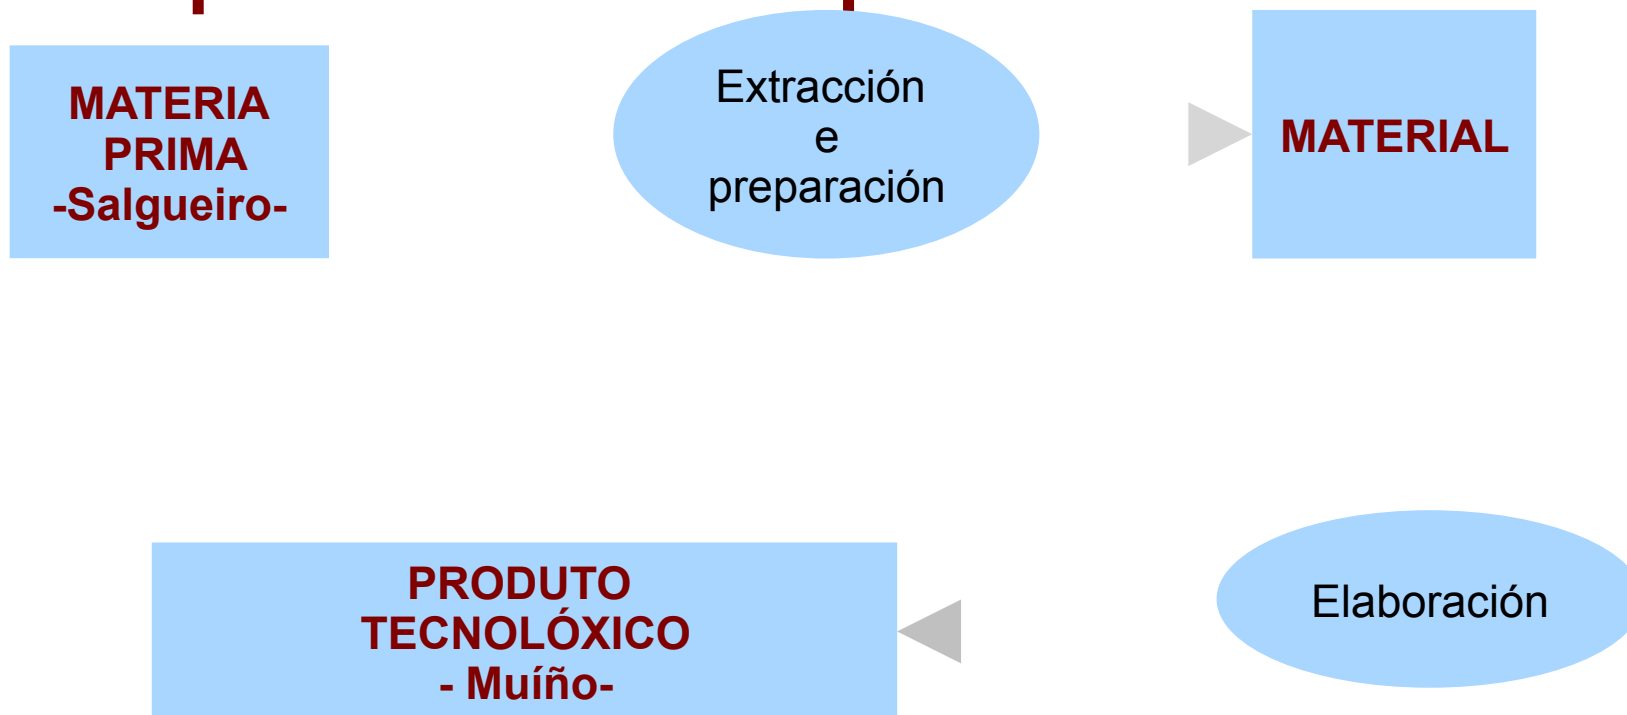 MATERIA
PRIMA
-Salgueiro-
Extracción
e
preparación
MATERIAL
PRODUTO
TECNOLÓXICO
- Muíño-
Elaboración